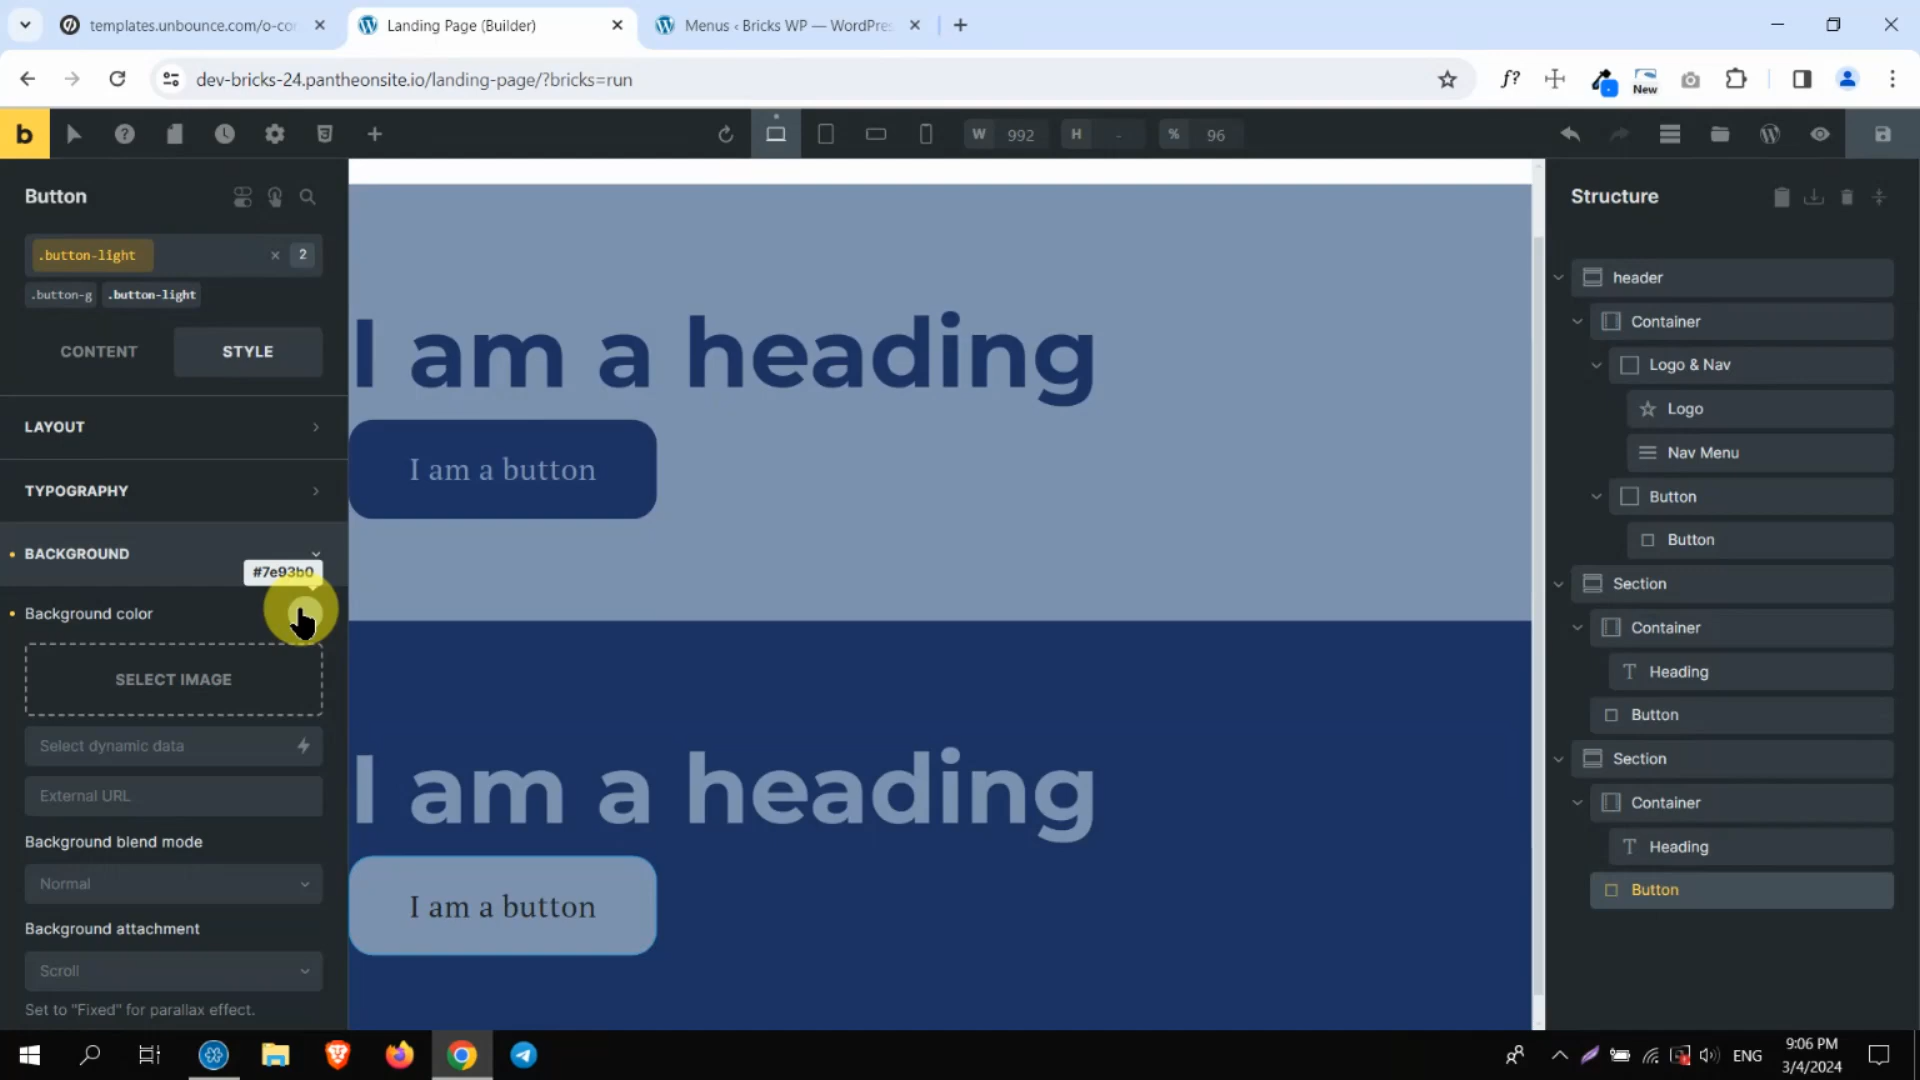 templates.unbounce.com/o-co
Landing Page (Builder)
Menus ‹ Bricks WP — WordPres
dev-bricks-24.pantheonsite.io/landing-page/?bricks=run
f?
New
b
W 992
H -
% 96
Button
.button-light
2
.button-g
.button-light
CONTENT
STYLE
LAYOUT
TYPOGRAPHY
BACKGROUND
#7e93b0
Background color
SELECT IMAGE
Select dynamic data
External URL
Background blend mode
Normal
Background attachment
Scroll
Set to "Fixed" for parallax effect.
I am a heading
I am a button
I am a heading
I am a button
Structure
header
Container
Logo & Nav
Logo
Nav Menu
Button
Button
Section
Container
Heading
Button
Section
Container
Heading
Button
ENG
9:06 PM
3/4/2024